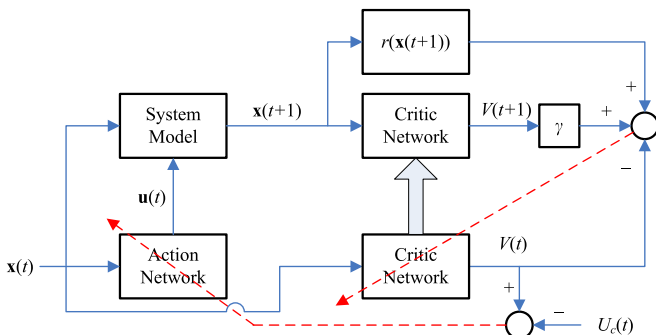 r(x(t+1))
+
System
Model
x(t+1)
Critic
Network
V(t+1)
γ
+
−
u(t)
x(t)
Action
Network
Critic
Network
V(t)
+
−
U_c(t)